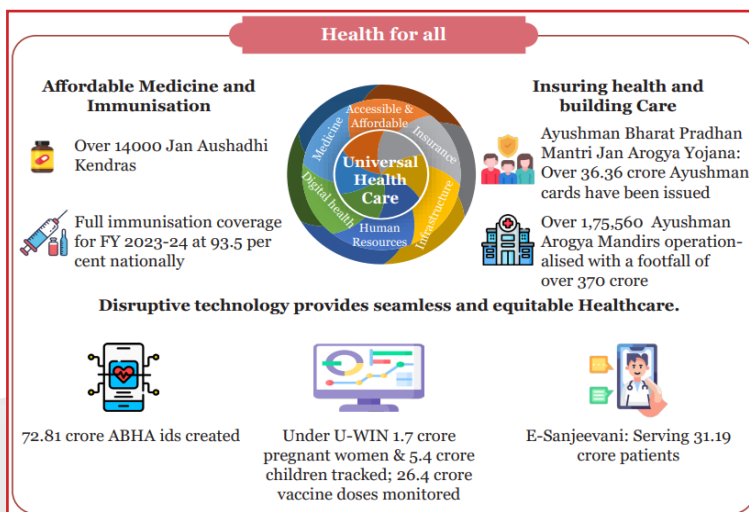 Health for all
Affordable Medicine and
Immunisation
Over 14000 Jan Aushadhi
Kendras
Full immunisation coverage
for FY 2023-24 at 93.5 per
cent nationally
Accessible &
Affordable
Medicine
Insurance
Universal
Health
Care
Digital health
Infrastructure
Human
Resources
Insuring health and
building Care
Ayushman Bharat Pradhan
Mantri Jan Arogya Yojana:
Over 36.36 crore Ayushman
cards have been issued
Over 1,75,560 Ayushman
Arogya Mandirs operation-
alised with a footfall of
over 370 crore
Disruptive technology provides seamless and equitable Healthcare.
72.81 crore ABHA ids created
Under U-WIN 1.7 crore
pregnant women & 5.4 crore
children tracked; 26.4 crore
vaccine doses monitored
E-Sanjeevani: Serving 31.19
crore patients